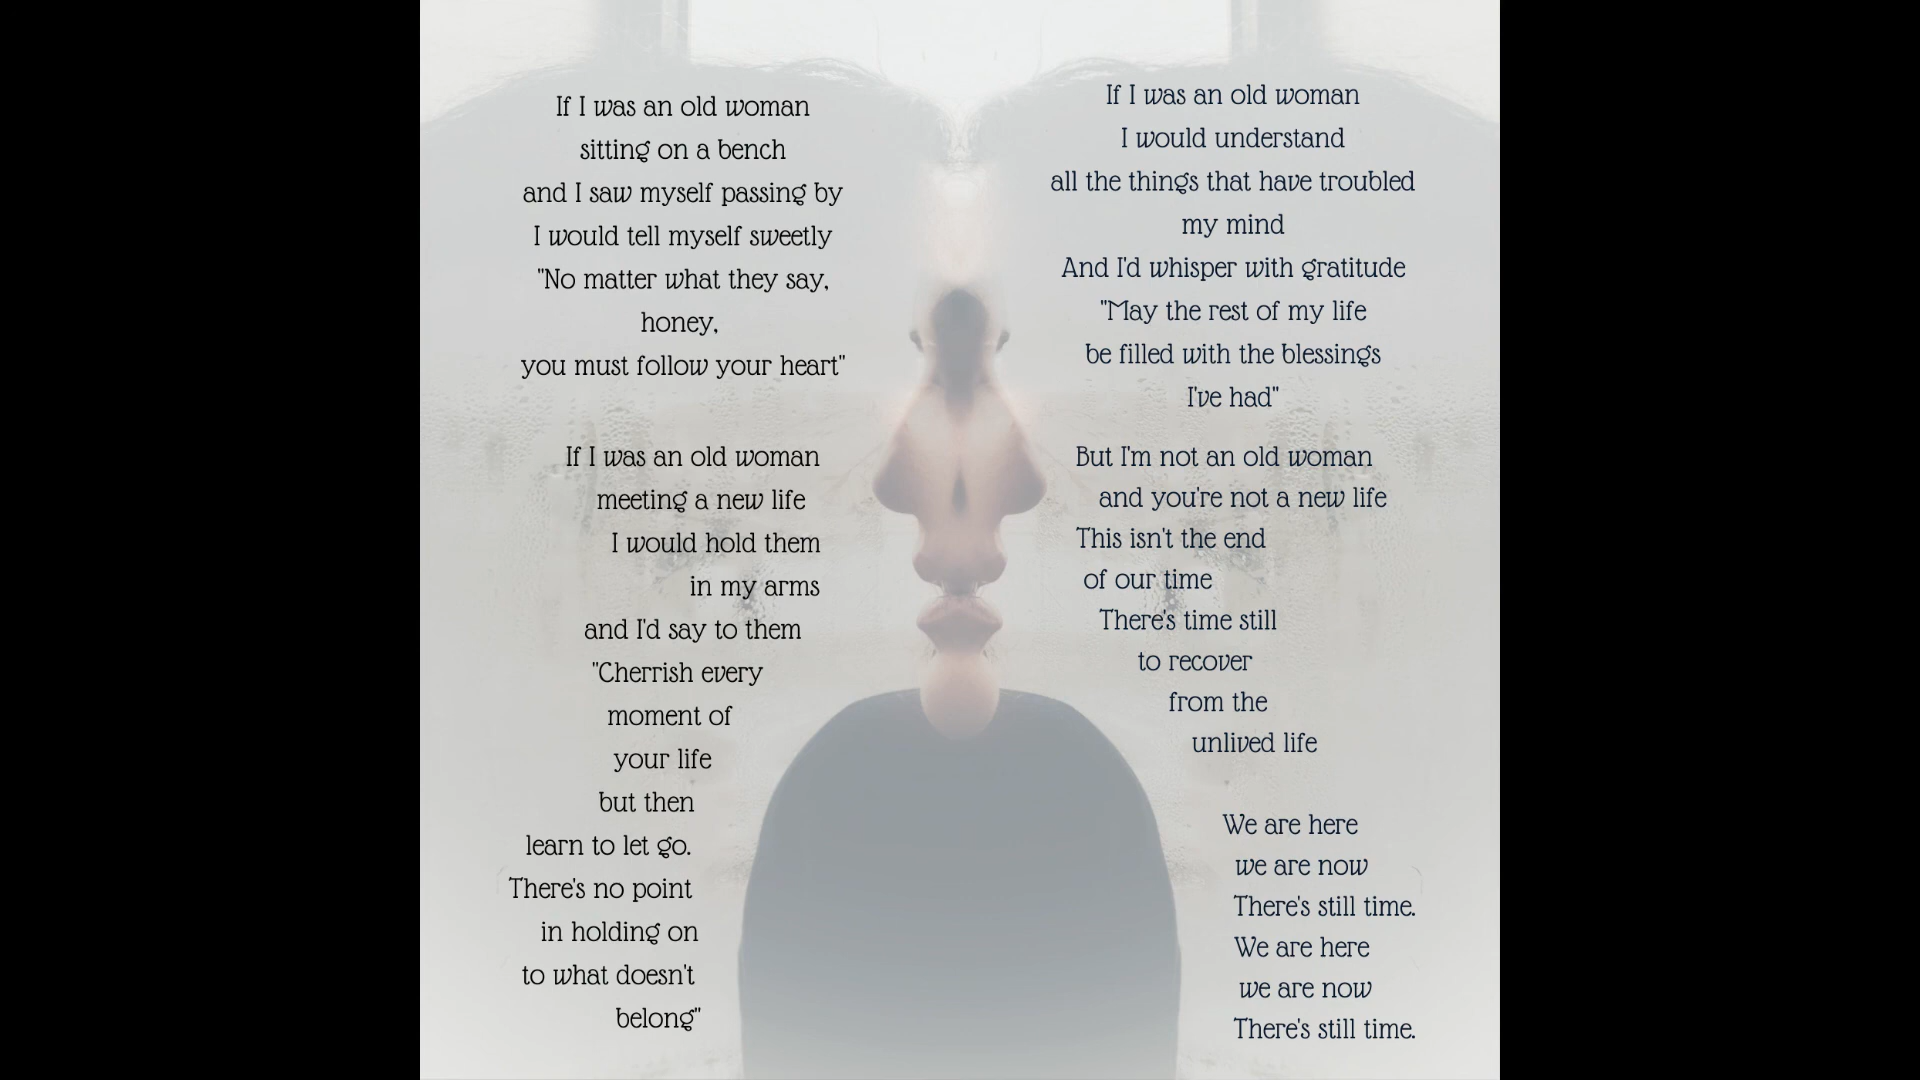 If I was an old woman
sitting on a bench
and I saw myself passing by
I would tell myself sweetly
"No matter what they say,
honey,
you must follow your heart"
If I was an old woman
meeting a new life
I would hold them
in my arms
and I'd say to them
"Cherrish every
moment of
your life
but then
learn to let go.
There's no point
in holding on
to what doesn't
belong"
If I was an old woman
I would understand
all the things that have troubled
my mind
And I'd whisper with gratitude
"May the rest of my life
be filled with the blessings
I've had"
But I'm not an old woman
and you're not a new life
This isn't the end
of our time
There's time still
to recover
from the
unlived life
We are here
we are now
There's still time.
We are here
we are now
There's still time.